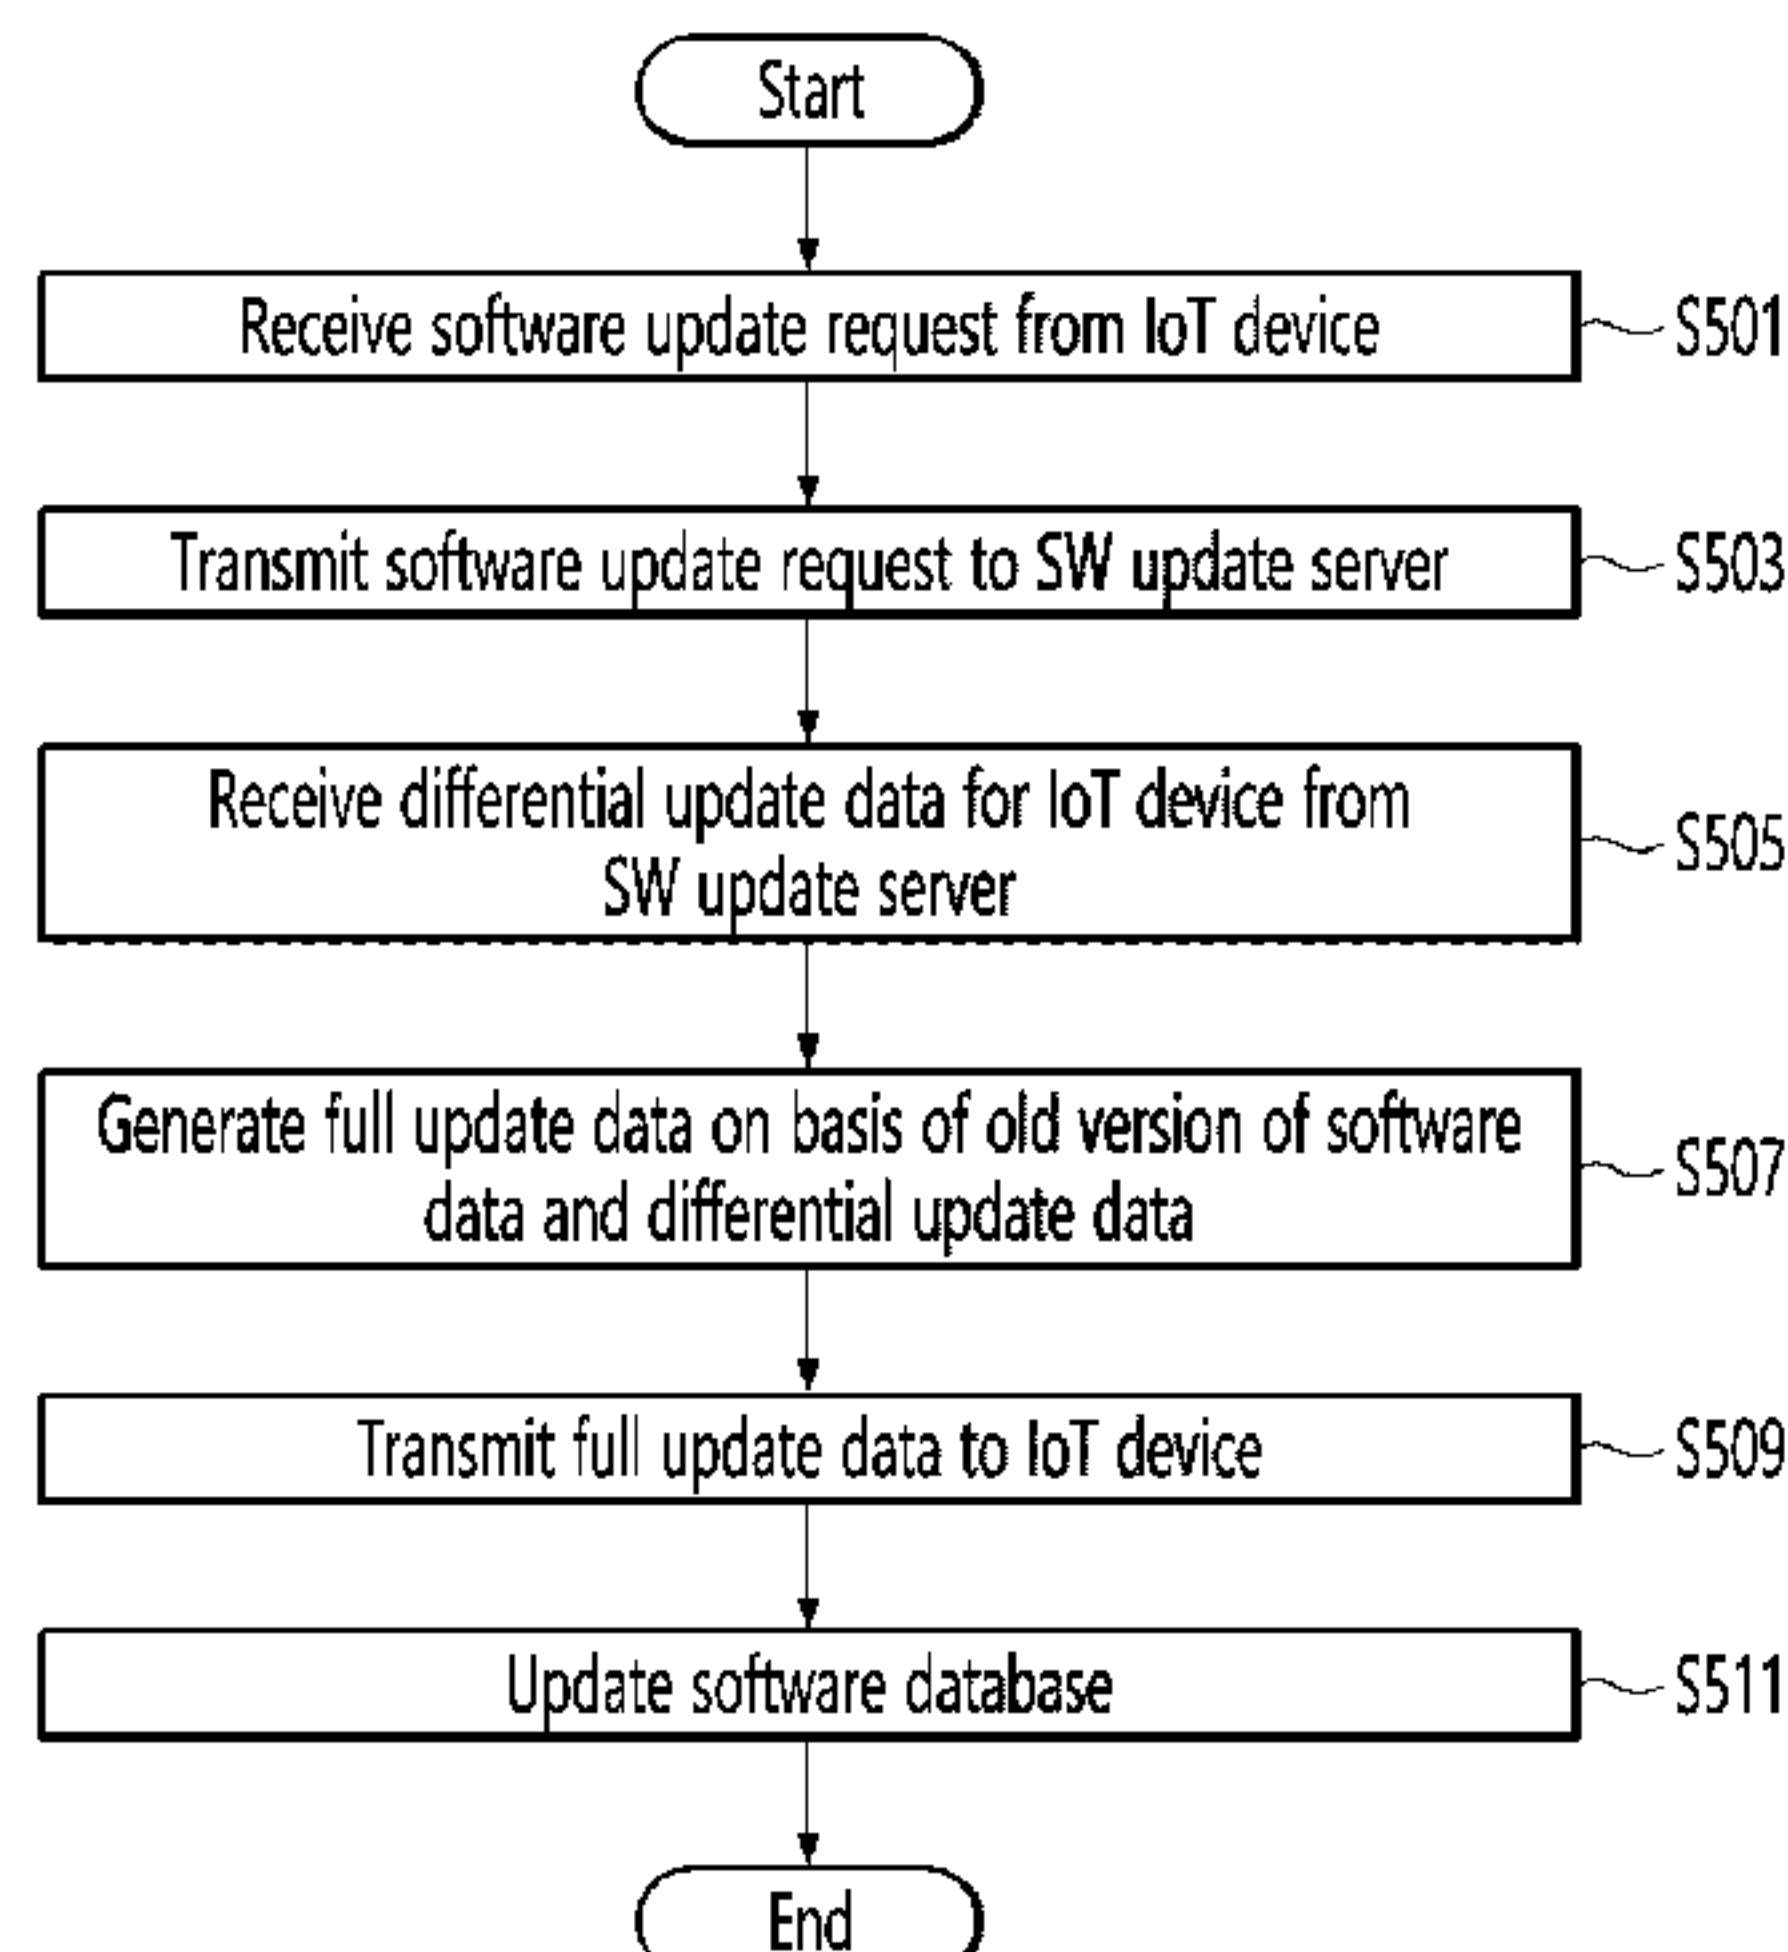 Start
Receive software update request from IoT device
S501
Transmit software update request to SW update server
S503
Receive differential update data for IoT device from
SW update server
S505
Generate full update data on basis of old version of software
data and differential update data
S507
Transmit full update data to IoT device
S509
Update software database
S511
End